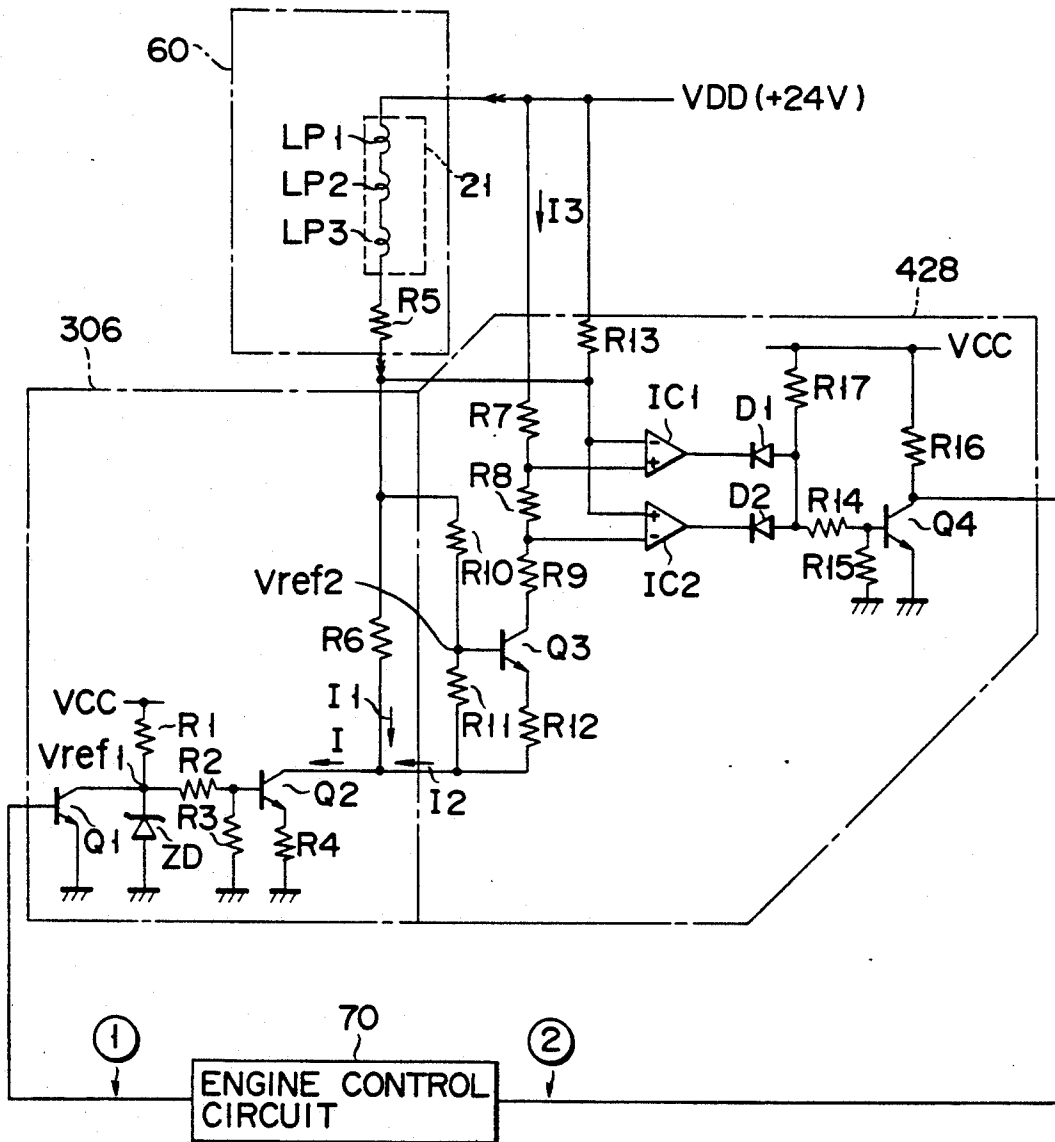 60
VDD (+24V)
LP1
LP2
21
LP3
I3
R5
428
306
R13
VCC
R17
R7
IC1
D1
R16
R8
D2
R14
Q4
R10
R9
IC2
R15
Vref2
R6
Q3
VCC
I1
R11
R12
R1
I
Vref1
R2
Q2
I2
R3
R4
Q1
ZD
1
70
2
ENGINE CONTROL
CIRCUIT